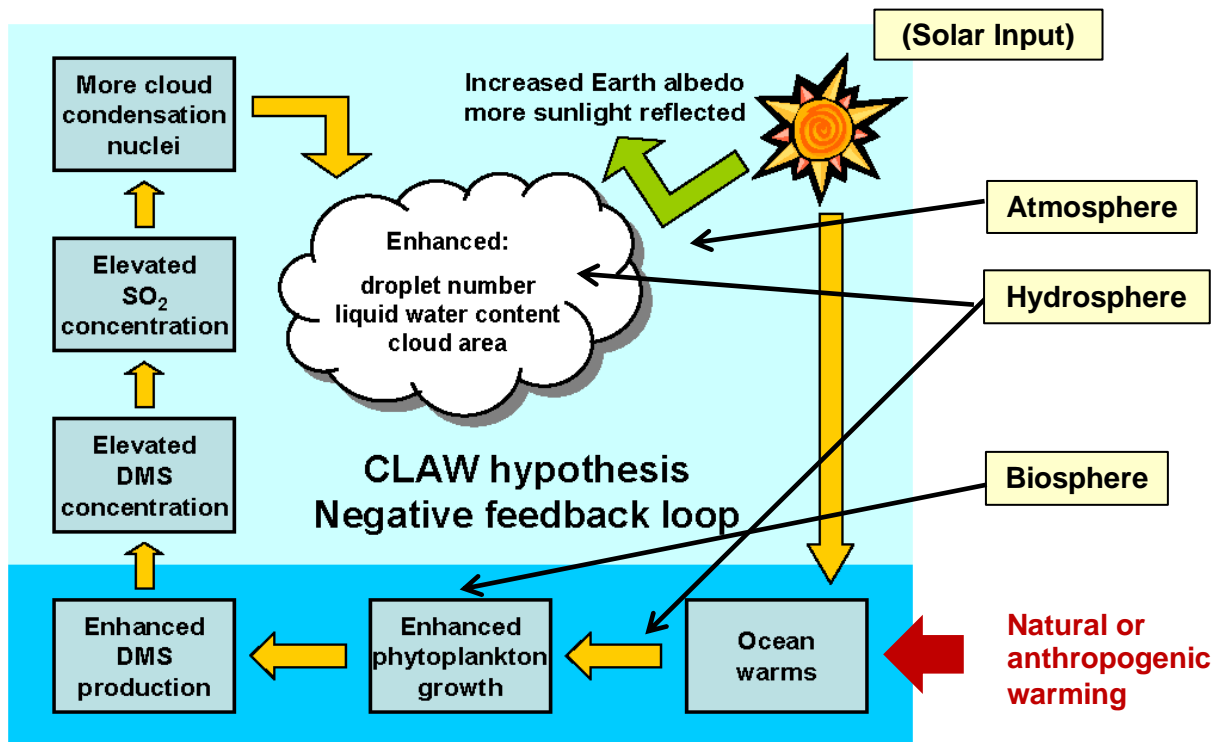 (Solar Input)
More cloud
condensation
nuclei
Increased Earth albedo
more sunlight reflected
Atmosphere
Enhanced:
droplet number
liquid water content
cloud area
Elevated
SO₂
concentration
Hydrosphere
Elevated
DMS
concentration
CLAW hypothesis
Negative feedback loop
Biosphere
Enhanced
DMS
production
Enhanced
phytoplankton
growth
Ocean
warms
Natural or
anthropogenic
warming